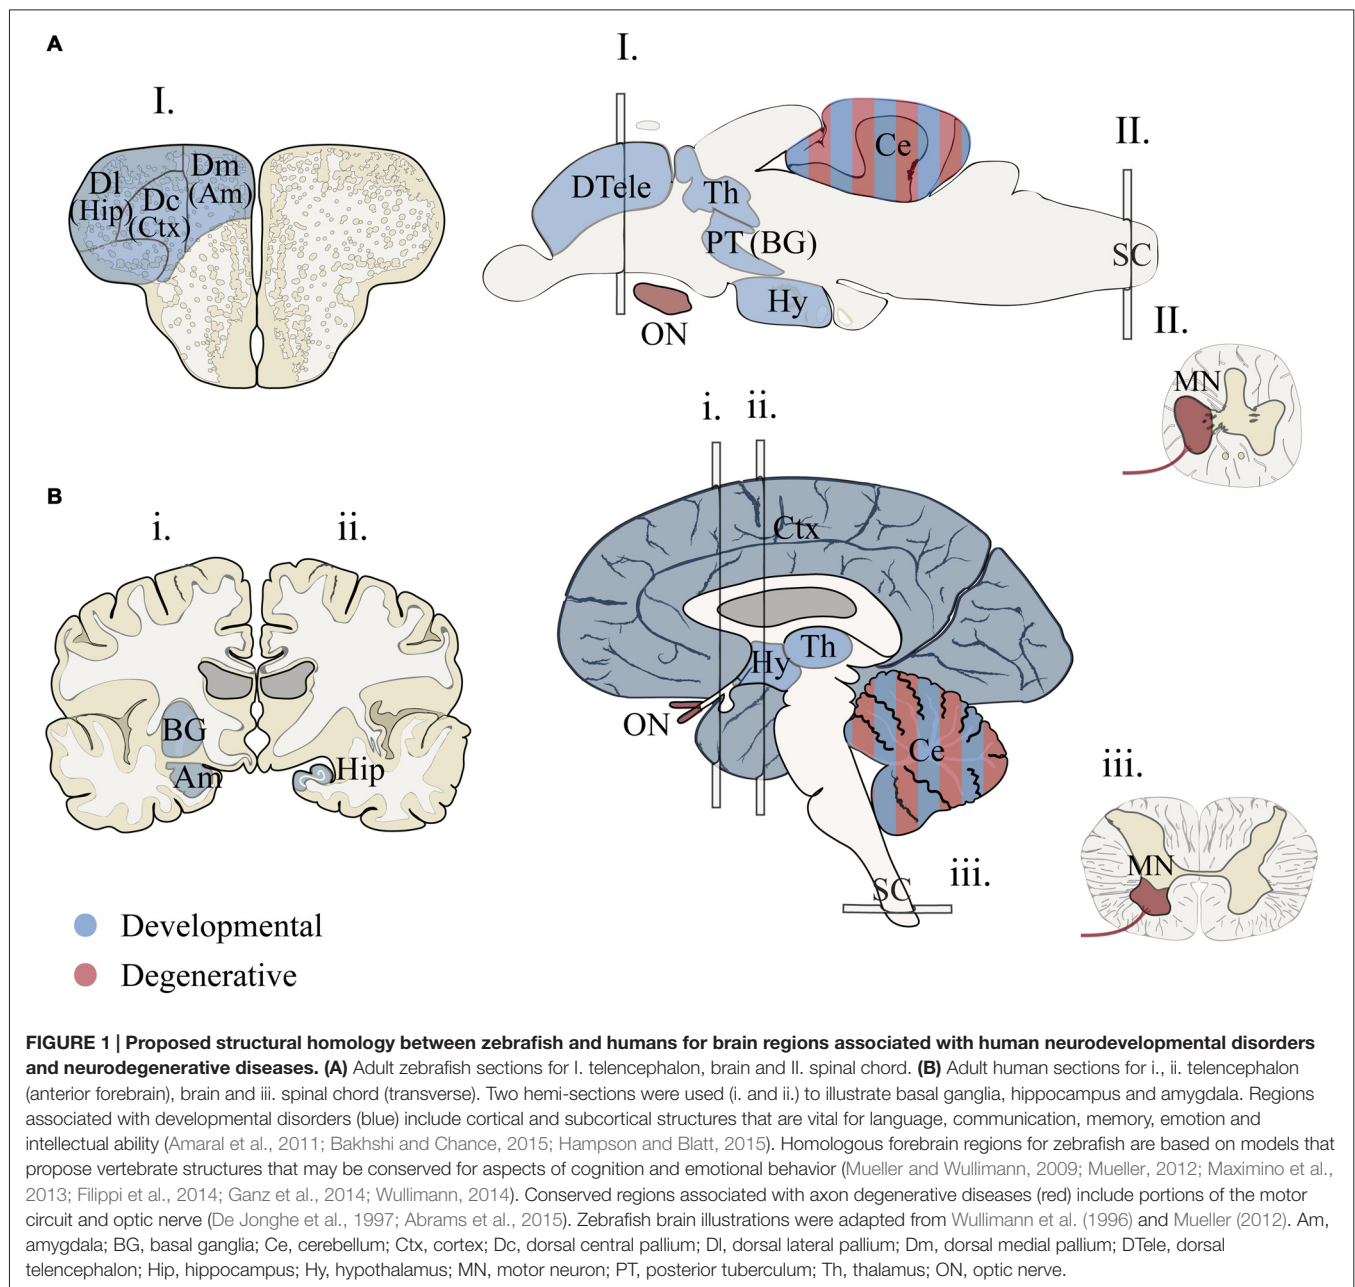 A
I.
I.
II.
Dl
(Hip)
Dc
(Ctx)
Dm
(Am)
DTele
Th
PT (BG)
Hy
Ce
SC
ON
II.
MN
B
i.
ii.
i.
ii.
BG
Am
Hip
Ctx
Th
Hy
ON
Ce
SC
iii.
iii.
MN
Developmental
Degenerative
FIGURE 1 | Proposed structural homology between zebrafish and humans for brain regions associated with human neurodevelopmental disorders
and neurodegenerative diseases. (A) Adult zebrafish sections for I. telencephalon, brain and II. spinal chord. (B) Adult human sections for i., ii. telencephalon
(anterior forebrain), brain and iii. spinal chord (transverse). Two hemi-sections were used (i. and ii.) to illustrate basal ganglia, hippocampus and amygdala. Regions
associated with developmental disorders (blue) include cortical and subcortical structures that are vital for language, communication, memory, emotion and
intellectual ability (Amaral et al., 2011; Bakhshi and Chance, 2015; Hampson and Blatt, 2015). Homologous forebrain regions for zebrafish are based on models that
propose vertebrate structures that may be conserved for aspects of cognition and emotional behavior (Mueller and Wullimann, 2009; Mueller, 2012; Maximino et al.,
2013; Filippi et al., 2014; Ganz et al., 2014; Wullimann, 2014). Conserved regions associated with axon degenerative diseases (red) include portions of the motor
circuit and optic nerve (De Jonghe et al., 1997; Abrams et al., 2015). Zebrafish brain illustrations were adapted from Wullimann et al. (1996) and Mueller (2012). Am,
amygdala; BG, basal ganglia; Ce, cerebellum; Ctx, cortex; Dc, dorsal central pallium; Dl, dorsal lateral pallium; Dm, dorsal medial pallium; DTele, dorsal
telencephalon; Hip, hippocampus; Hy, hypothalamus; MN, motor neuron; PT, posterior tuberculum; Th, thalamus; ON, optic nerve.